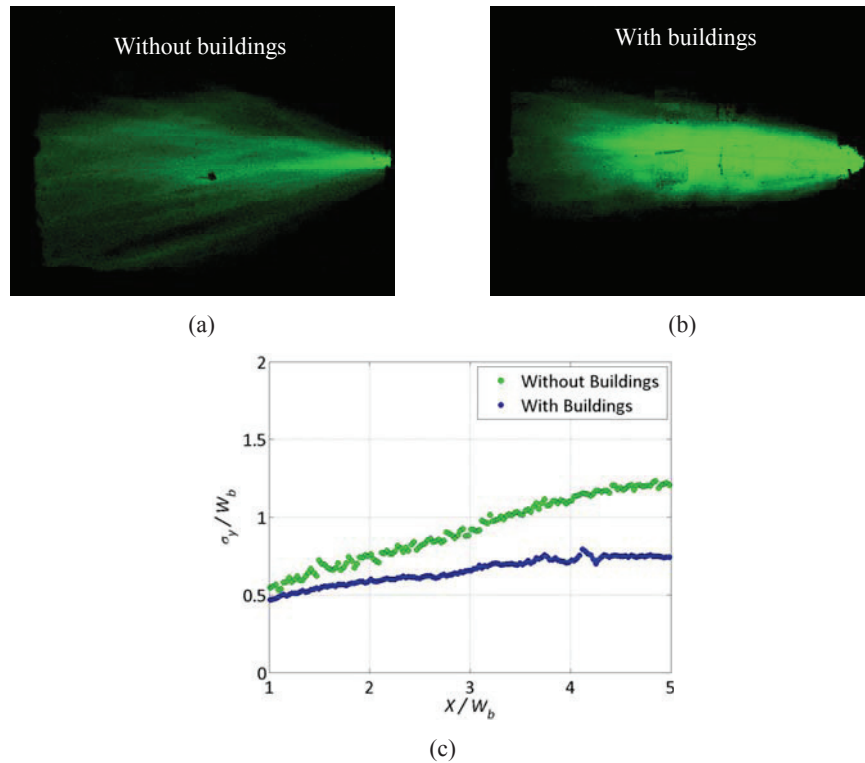 Without buildings
With buildings
(a)
(b)
2
1.5
1
0.5
0
σy/Wb
Without Buildings
With Buildings
1
2
3
4
5
X/Wb
(c)